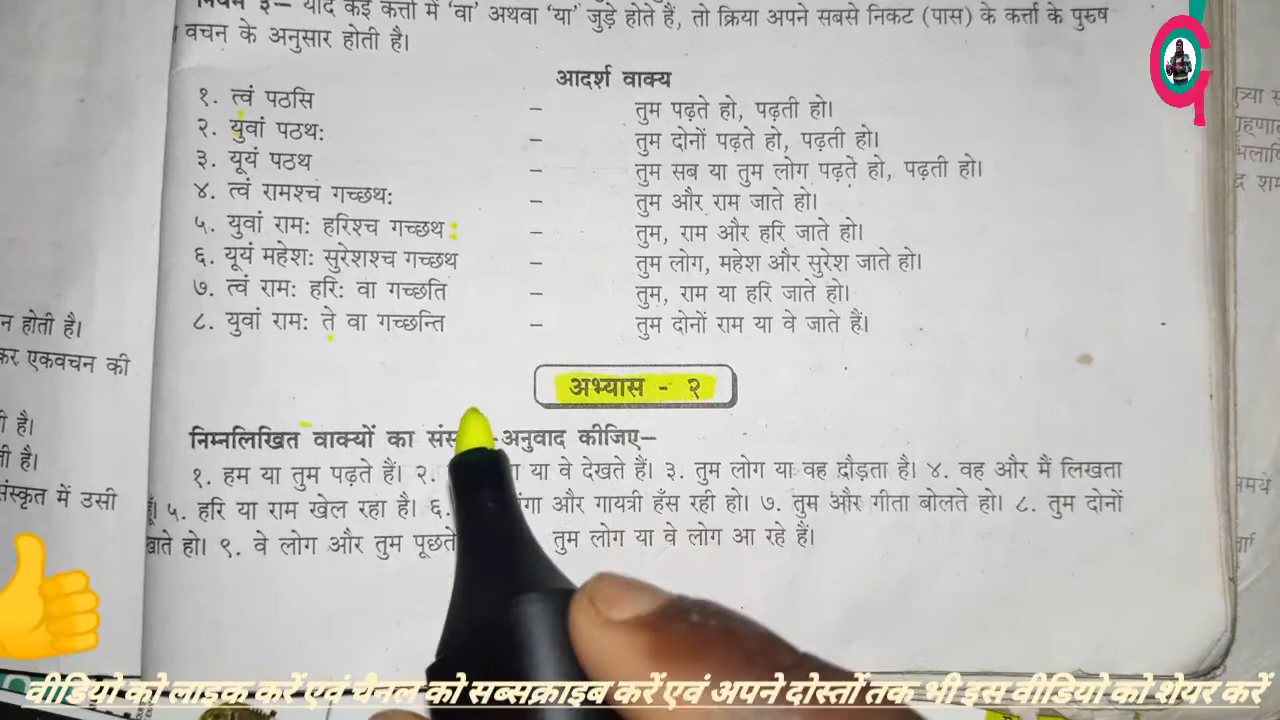 नियम ३– यदि कई कर्त्ता में ‘वा’ अथवा ‘या’ जुड़े होते हैं, तो क्रिया अपने सबसे निकट (पास) के कर्त्ता के पुरुष
वचन के अनुसार होती है।
आदर्श वाक्य
१. त्वं पठसि – तुम पढ़ते हो, पढ़ती हो।
२. युवां पठथः – तुम दोनों पढ़ते हो, पढ़ती हो।
३. यूयं पठथ – तुम सब या तुम लोग पढ़ते हो, पढ़ती हो।
४. त्वं रामश्च गच्छथः – तुम और राम जाते हो।
५. युवां रामः हरिश्च गच्छथ : – तुम, राम और हरि जाते हो।
६. यूयं महेशः सुरेशश्च गच्छथ – तुम लोग, महेश और सुरेश जाते हो।
७. त्वं रामः हरिः वा गच्छति – तुम, राम या हरि जाते हो।
८. युवां रामः ते वा गच्छन्ति – तुम दोनों राम या वे जाते हैं।
अभ्यास - २
निम्नलिखित वाक्यों का अनुवाद कीजिए–
१. हम या तुम पढ़ते हैं। २. या वे देखते हैं। ३. तुम लोग या वह दौड़ता है। ४. वह और मैं लिखता
हूँ। ५. हरि या राम खेल रहा है। ६. और गायत्री हँस रही हो। ७. तुम और गीता बोलते हो। ८. तुम दोनों
खाते हो। ९. वे लोग और तुम पूछते तुम लोग या वे लोग आ रहे हैं।
न होती है।
कर एकवचन की
ी है।
ती है।
संस्कृत में उसी
वीडियो को लाइक करें एवं चैनल को सब्सक्राइब करें एवं अपने दोस्तों तक भी इस वीडियो को शेयर करें